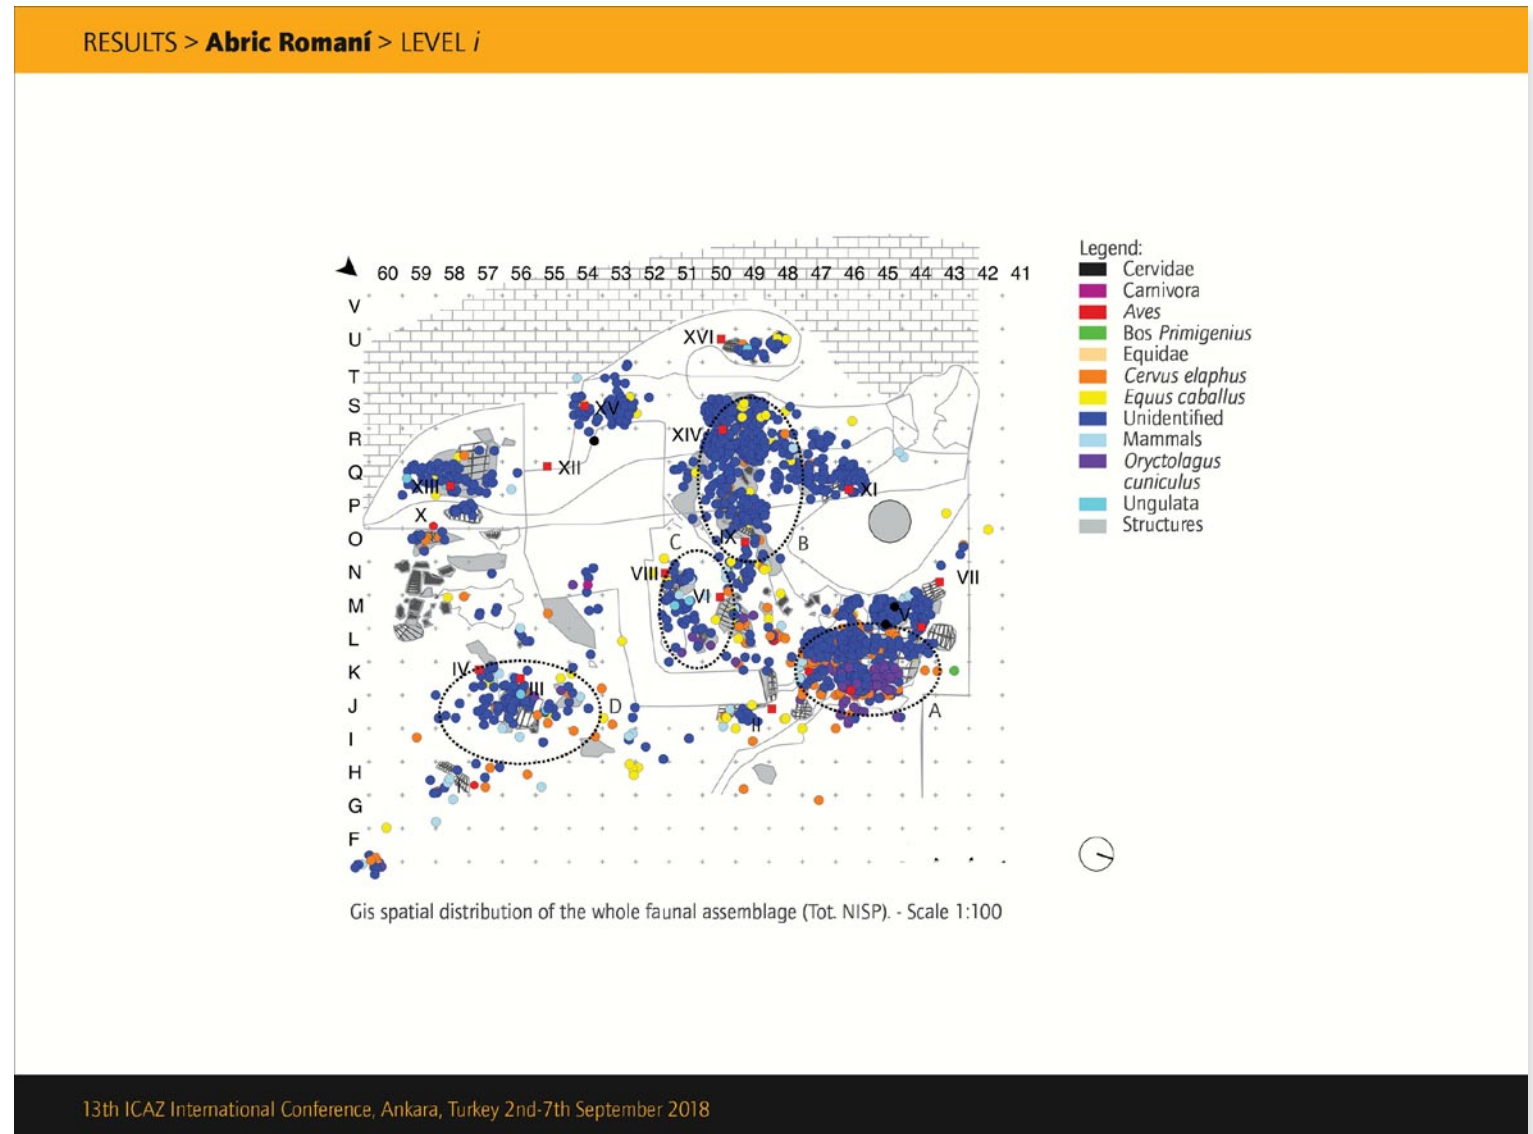 RESULTS > Abric Romaní > LEVEL i
60 59 58 57 56 55 54 53 52 51 50 49 48 47 46 45 44 43 42 41
V
U
T
S
R
Q
P
O
N
M
L
K
J
I
H
G
F
XVI
XV
XIV
XII
XI
XIII
X
IX
C
B
VIII
VI
VII
V
IV
III
D
A
II
Legend:
Cervidae
Carnivora
Aves
Bos Primigenius
Equidae
Cervus elaphus
Equus caballus
Unidentified
Mammals
Oryctolagus
cuniculus
Ungulata
Structures
Gis spatial distribution of the whole faunal assemblage (Tot. NISP). - Scale 1:100
13th ICAZ International Conference, Ankara, Turkey 2nd-7th September 2018